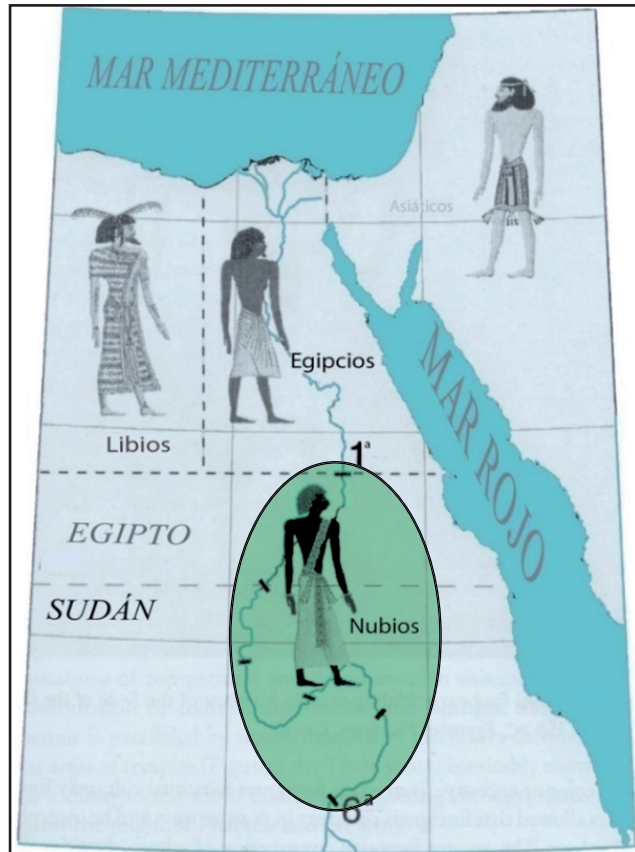 MAR MEDITERRÁNEO
Asiáticos
Egipcios
Libios
MAR ROJO
1ª
EGIPTO
SUDÁN
Nubios
6ª